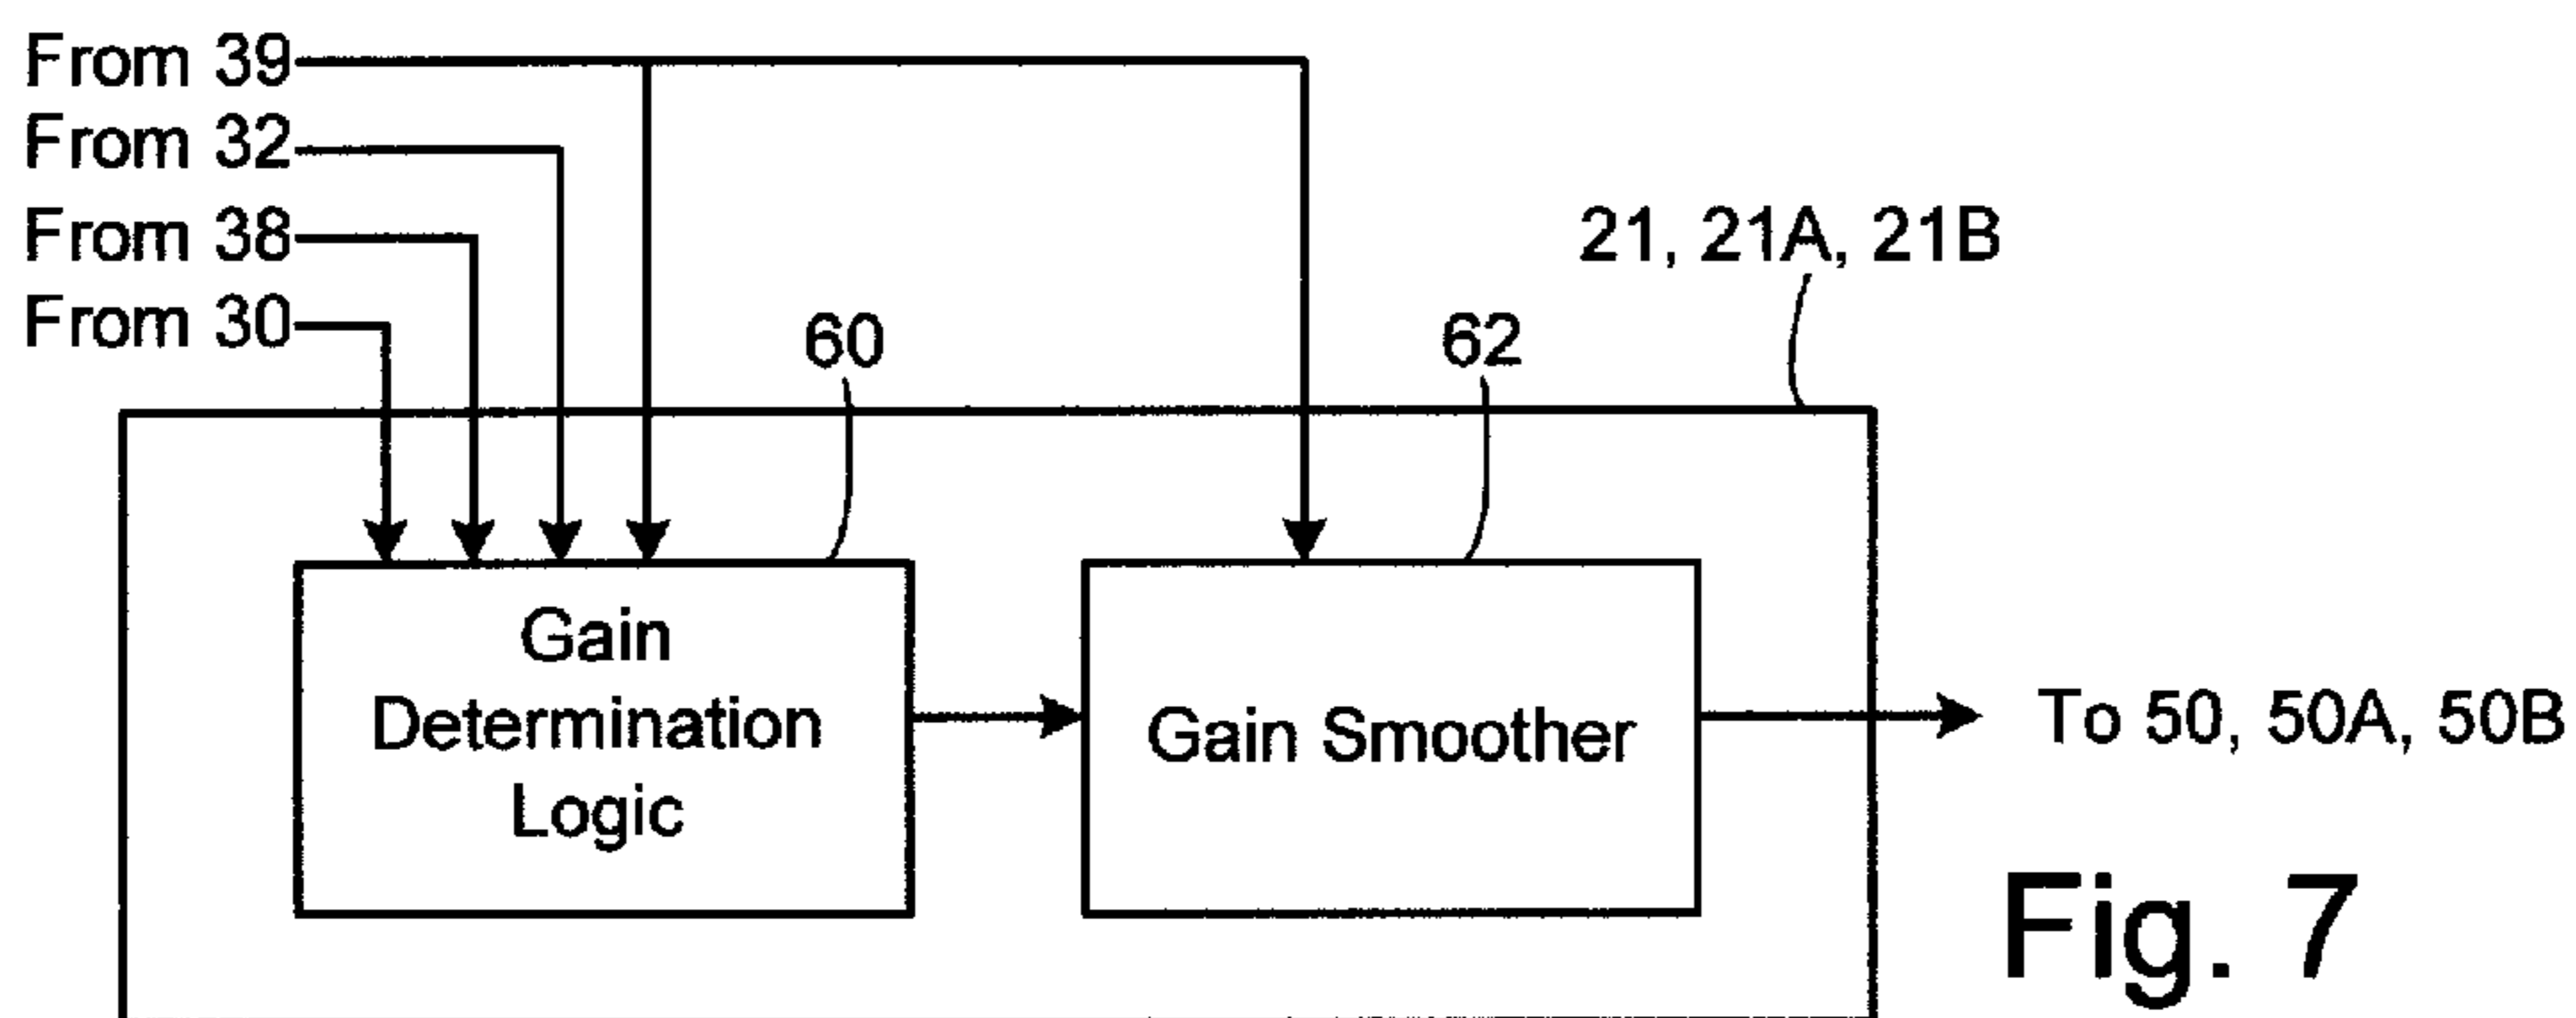 From 39
From 32
From 38
From 30
21, 21A, 21B
60
62
Gain
Determination
Logic
Gain Smoother
To 50, 50A, 50B
Fig. 7